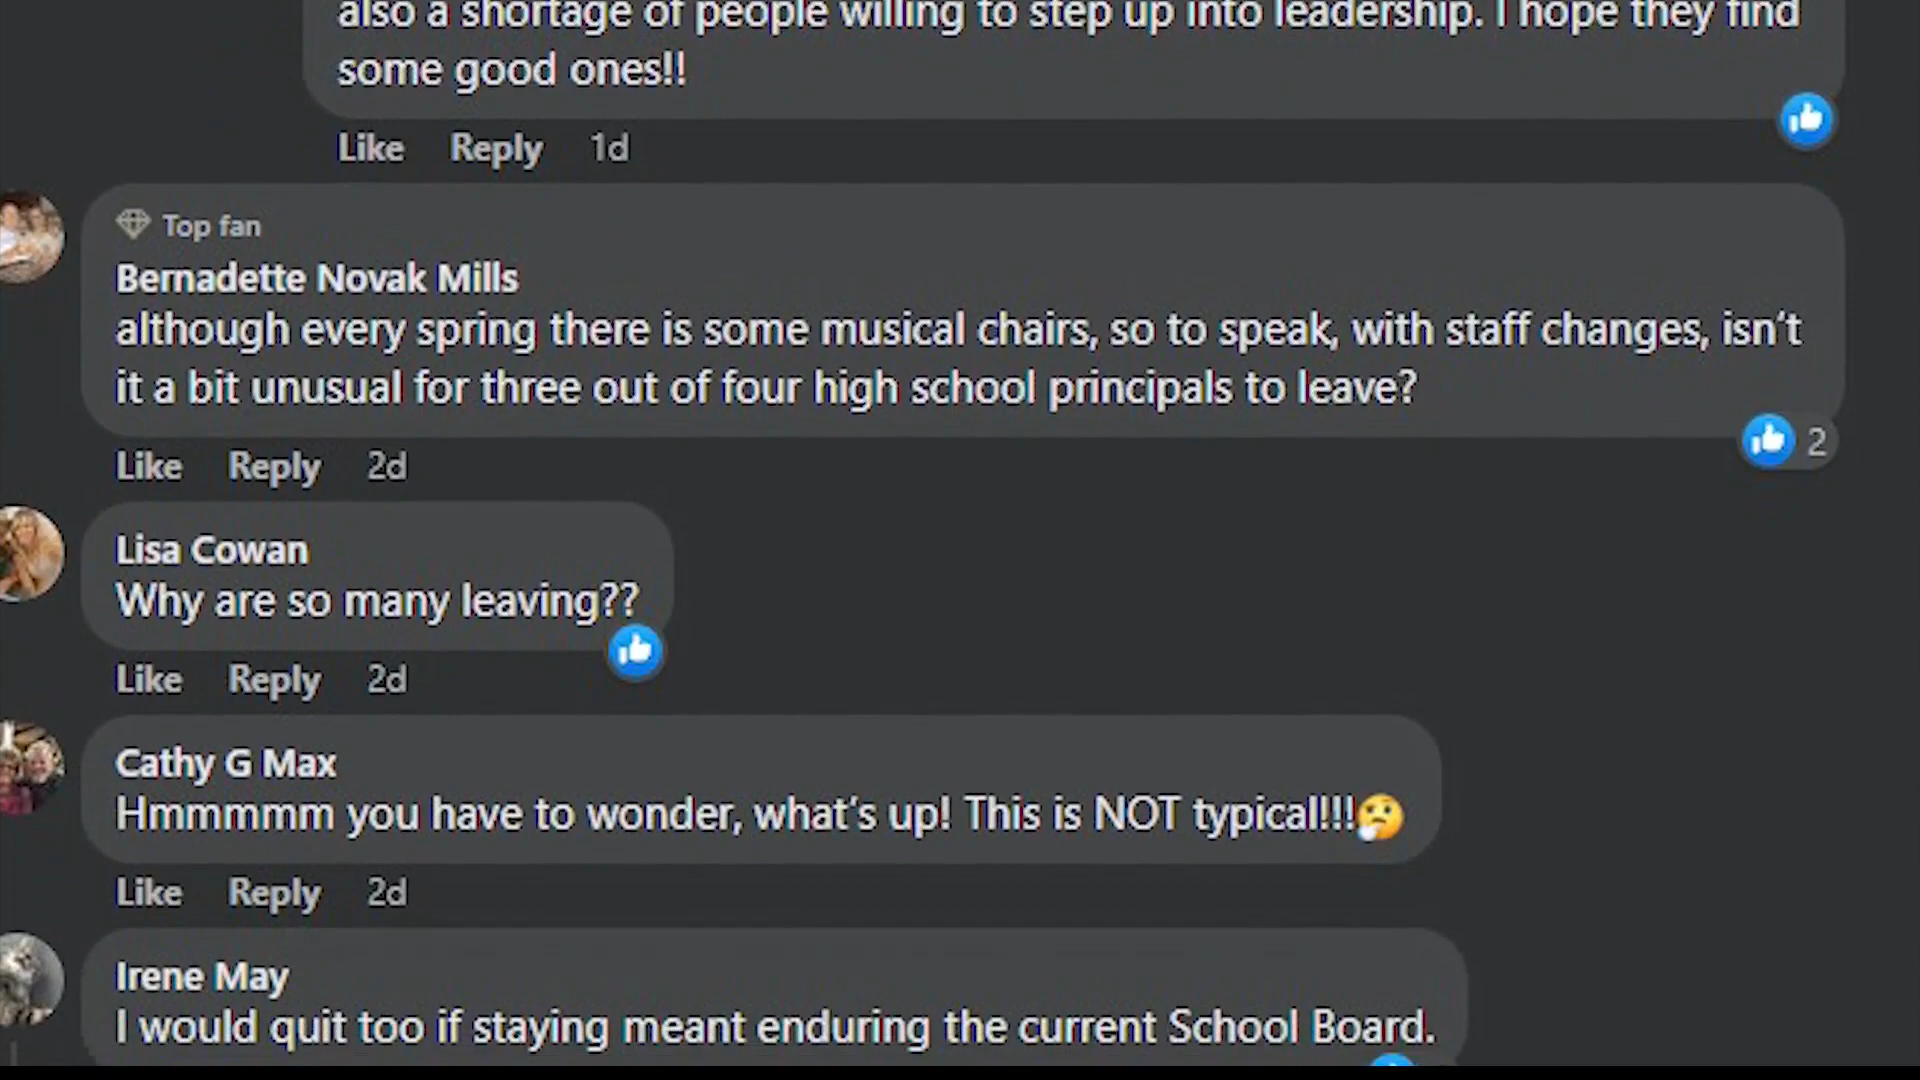 also a shortage of people willing to step up into leadership. I hope they find
some good ones!!
Like Reply 1d
Top fan
Bernadette Novak Mills
although every spring there is some musical chairs, so to speak, with staff changes, isn't
it a bit unusual for three out of four high school principals to leave?
2
Like Reply 2d
Lisa Cowan
Why are so many leaving??
Like Reply 2d
Cathy G Max
Hmmmmm you have to wonder, what's up! This is NOT typical!!!🤔
Like Reply 2d
Irene May
I would quit too if staying meant enduring the current School Board.